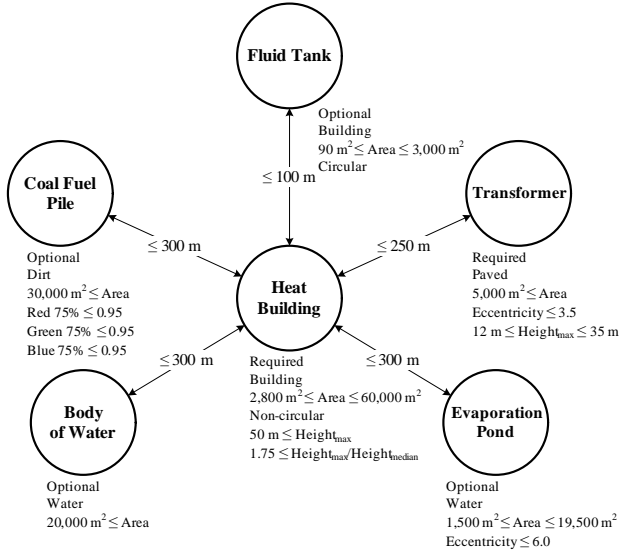 Fluid Tank
Optional
Building
90 m² ≤ Area ≤ 3,000 m²
Circular
≤ 100 m
Coal Fuel
Pile
Optional
Dirt
30,000 m² ≤ Area
Red 75% ≤ 0.95
Green 75% ≤ 0.95
Blue 75% ≤ 0.95
≤ 300 m
Transformer
Required
Paved
5,000 m² ≤ Area
Eccentricity ≤ 3.5
12 m ≤ Heightmax ≤ 35 m
≤ 250 m
Heat
Building
Required
Building
2,800 m² ≤ Area ≤ 60,000 m²
Non-circular
50 m ≤ Heightmax
1.75 ≤ Heightmax/Heightmedian
≤ 300 m
Body
of Water
Optional
Water
20,000 m² ≤ Area
≤ 300 m
Evaporation
Pond
Optional
Water
1,500 m² ≤ Area ≤ 19,500 m²
Eccentricity ≤ 6.0